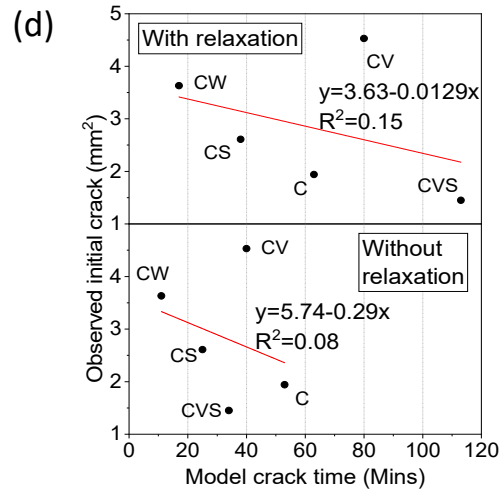 (d)
Observed initial crack (mm²)
5
4
3
2
1
With relaxation
CV
CW
y=3.63-0.0129x
R²=0.15
CS
C
CVS
4
3
2
1
CV
Without
relaxation
CW
y=5.74-0.29x
R²=0.08
CS
CVS
C
0 20 40 60 80 100 120
Model crack time (Mins)